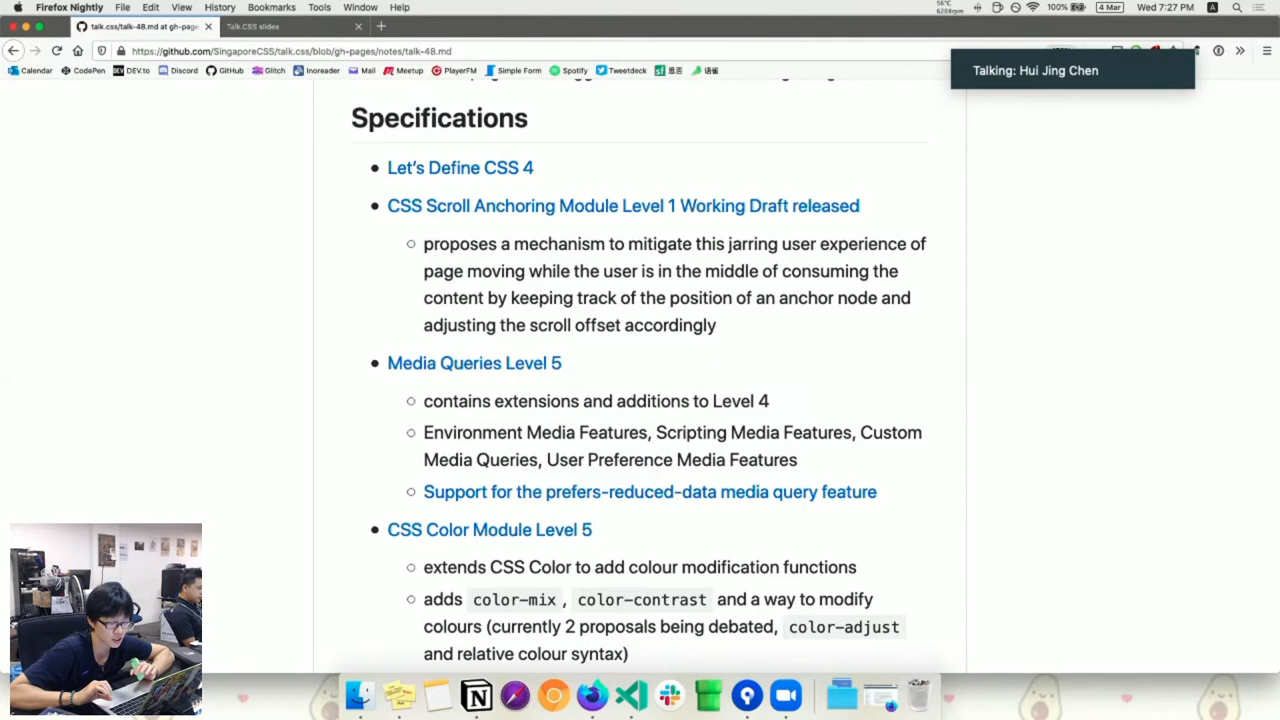 Firefox Nightly File Edit View History Bookmarks Tools Window Help
56°C
6208rpm
100%
4 Mar
Wed 7:27 PM
talk.css/talk-48.md at gh-page
Talk.CSS slides
https://github.com/SingaporeCSS/talk.css/blob/gh-pages/notes/talk-48.md
Calendar CodePen DEV.to Discord GitHub Glitch Inoreader Mail Meetup PlayerFM Simple Form Spotify Tweetdeck 息否 语雀
Talking: Hui Jing Chen
Specifications
Let's Define CSS 4
CSS Scroll Anchoring Module Level 1 Working Draft released
proposes a mechanism to mitigate this jarring user experience of
page moving while the user is in the middle of consuming the
content by keeping track of the position of an anchor node and
adjusting the scroll offset accordingly
Media Queries Level 5
contains extensions and additions to Level 4
Environment Media Features, Scripting Media Features, Custom
Media Queries, User Preference Media Features
Support for the prefers-reduced-data media query feature
CSS Color Module Level 5
extends CSS Color to add colour modification functions
adds color-mix, color-contrast and a way to modify
colours (currently 2 proposals being debated, color-adjust
and relative colour syntax)